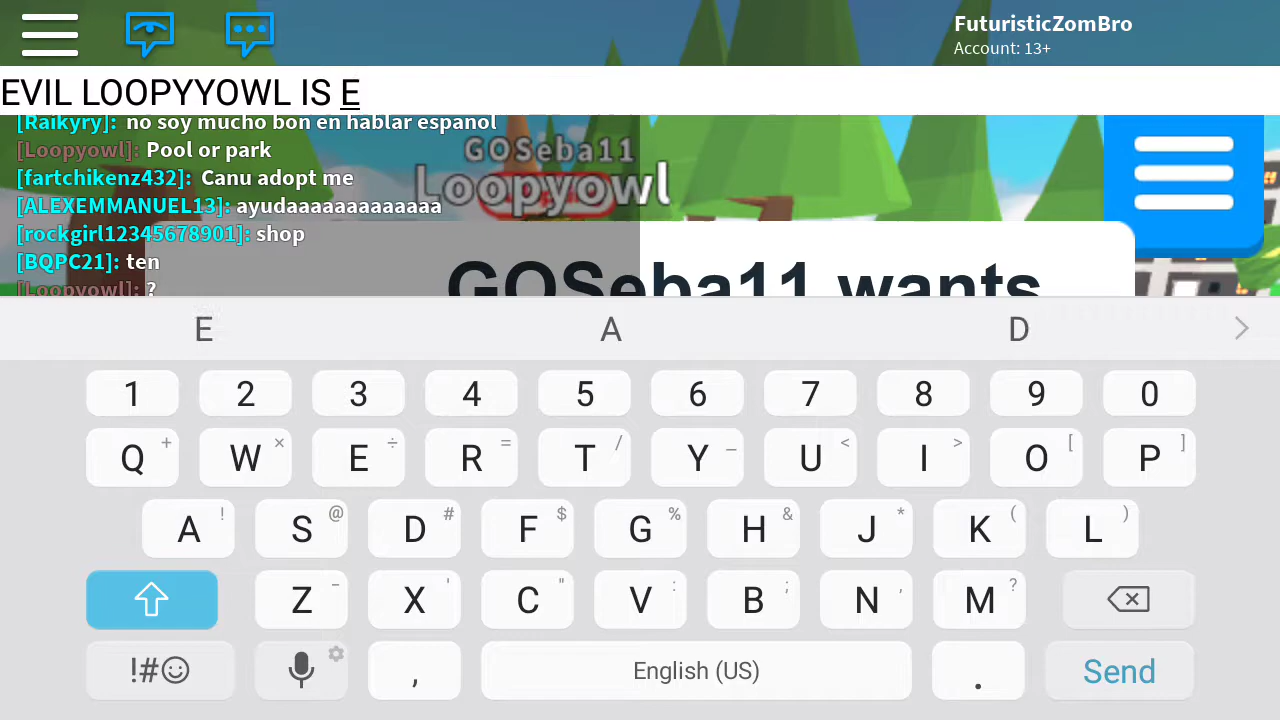 FuturisticZomBro
Account: 13+
EVIL LOOPYYOWL IS E
[Raikyry]: no soy mucho bon en hablar espanol
[Loopyowl]: Pool or park
[fartchikenz432]: Canu adopt me
[ALEXEMMANUEL13]: ayudaaaaaaaaaaaaa
[rockgirl12345678901]: shop
[BQPC21]: ten
[Loopyowl]: ?
GOSeba11
Loopyowl
GOSeba11 wants
E A D
1 2 3 4 5 6 7 8 9 0
Q + W × E ÷ R = T / Y _ U < I > O [ P ]
A ! S @ D # F $ G % H & J * K ( L )
Z - X ' C " V : B ; N , M ?
!#☺ , English (US) . Send